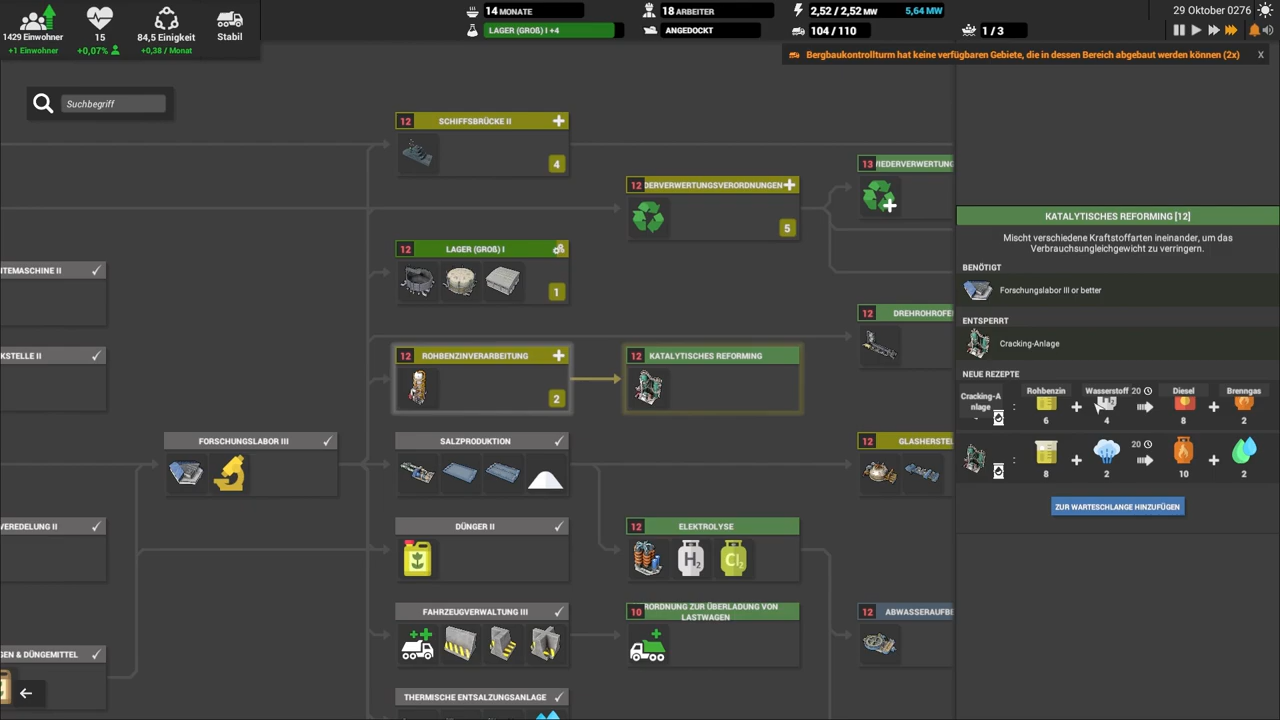 1429 Einwohner
+1 Einwohner
15
+0,07%
84,5 Einigkeit
+0,38 / Monat
Stabil
14 MONATE
LAGER (GROß) I +4
18 ARBEITER
ANGEDOCKT
2,52 / 2,52 MW
5,64 MW
104 / 110
1 / 3
29 Oktober 0276
Bergbaukontrollturm hat keine verfügbaren Gebiete, die in dessen Bereich abgebaut werden können (2x)
X
Suchbegriff
12 SCHIFFSBRÜCKE II
4
12 DERVERWERTUNGSVERORDNUNGEN
5
13 WIEDERVERWERTUNG
12 LAGER (GROß) I
1
ITEMASCHINE II
KSTELLE II
12 DREHROHROFE
12 ROHBENZINVERARBEITUNG
2
12 KATALYTISCHES REFORMING
FORSCHUNGSLABOR III
SALZPRODUKTION
12 GLASHERSTEL
VEREDELUNG II
DÜNGER II
12 ELEKTROLYSE
H2
Cl2
FAHRZEUGVERWALTUNG III
10 RORDNUNG ZUR ÜBERLADUNG VON
LASTWAGEN
12 ABWASSERAUFBE
GEN & DÜNGEMITTEL
THERMISCHE ENTSALZUNGSANLAGE
KATALYTISCHES REFORMING [12]
Mischt verschiedene Kraftstoffarten ineinander, um das
Verbrauchsungleichgewicht zu verringern.
BENÖTIGT
Forschungslabor III or better
ENTSPERRT
Cracking-Anlage
NEUE REZEPTE
Cracking-A
nlage
:
Rohbenzin
6
+
Wasserstoff
4
20
Diesel
8
+
Brenngas
2
:
8
+
2
20
10
+
2
ZUR WARTESCHLANGE HINZUFÜGEN